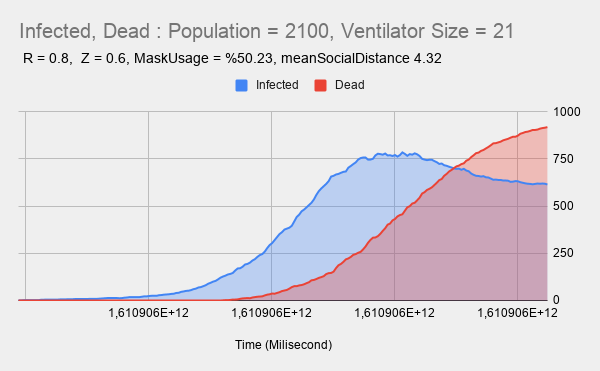 Infected, Dead : Population = 2100, Ventilator Size = 21
R = 0.8, Z = 0.6, MaskUsage = %50.23, meanSocialDistance 4.32
Infected Dead
1000
750
500
250
0
1,610906E+12 1,610906E+12 1,610906E+12 1,610906E+12
Time (Milisecond)